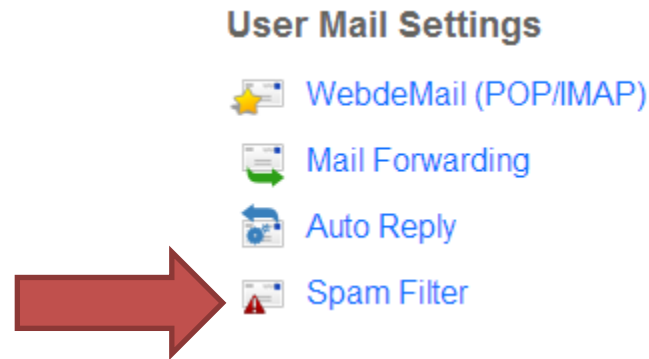 User Mail Settings
WebdeMail (POP/IMAP)
Mail Forwarding
Auto Reply
Spam Filter